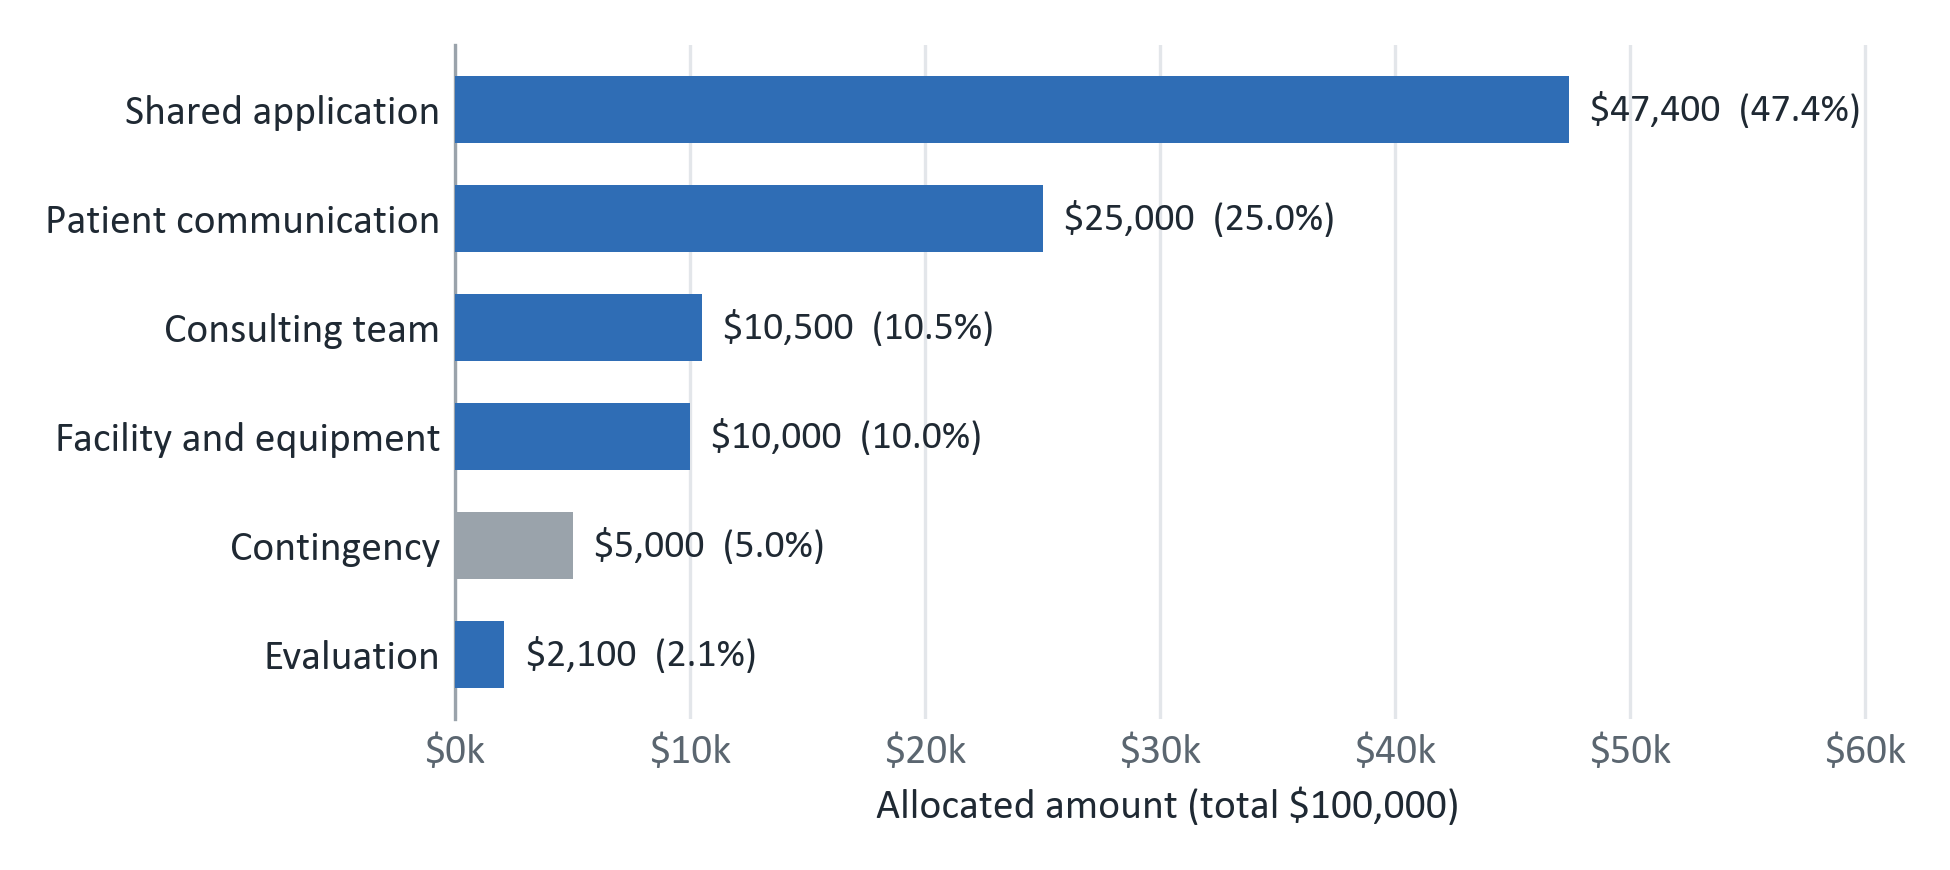 Shared application $47,400 (47.4%)
Patient communication $25,000 (25.0%)
Consulting team $10,500 (10.5%)
Facility and equipment $10,000 (10.0%)
Contingency $5,000 (5.0%)
Evaluation $2,100 (2.1%)
$0k $10k $20k $30k $40k $50k $60k
Allocated amount (total $100,000)